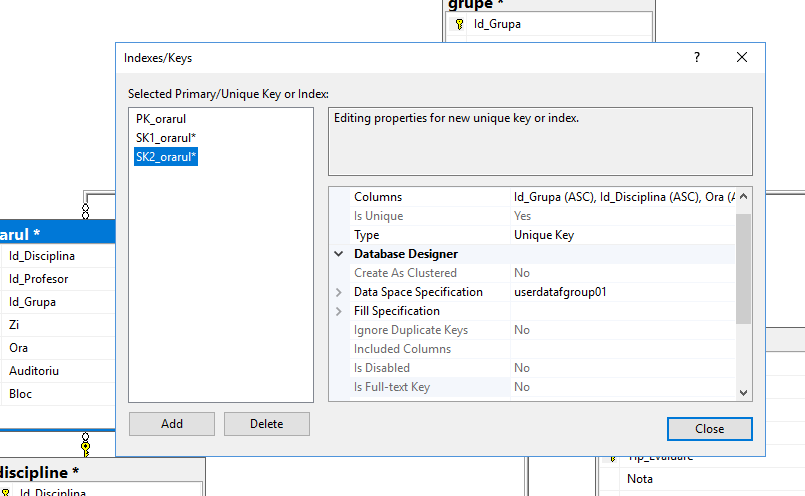 grupe *
Id_Grupa
Indexes/Keys
?
Selected Primary/Unique Key or Index:
PK_orarul
SK1_orarul*
SK2_orarul*
Editing properties for new unique key or index.
Columns Id_Grupa (ASC), Id_Disciplina (ASC), Ora (A
Is Unique Yes
Type Unique Key
Database Designer
Create As Clustered No
Data Space Specification userdatafgroup01
Fill Specification
Ignore Duplicate Keys No
Included Columns
Is Disabled No
Is Full-text Key No
Add
Delete
Close
arul *
Id_Disciplina
Id_Profesor
Id_Grupa
Zi
Ora
Auditoriu
Bloc
discipline *
Id_Disciplina
Tip_Evaluare
Nota